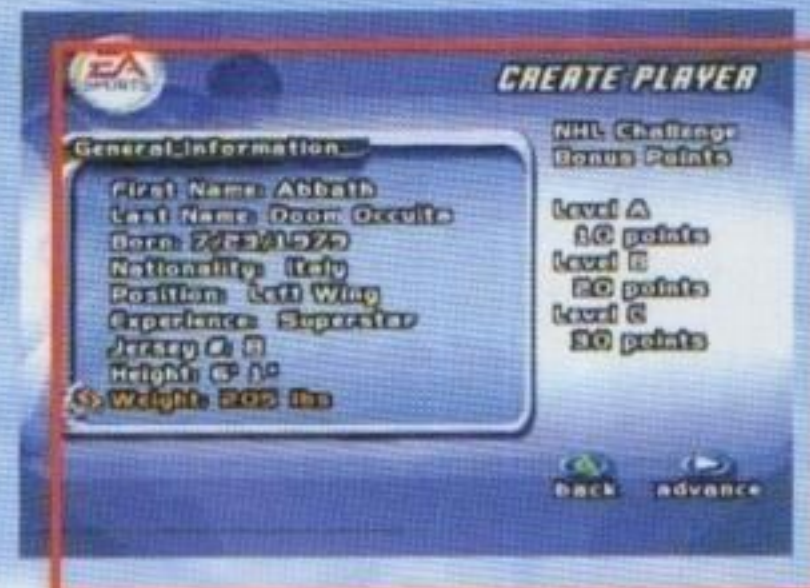 EA
SPORTS
CREATE PLAYER
General Information
First Name: Abbath
Last Name: Doom Occulta
Born: 7/23/1979
Nationality: Italy
Position: Left Wing
Experience: Superstar
Jersey #:
Height: 6' 1"
Weight: 205 lbs
NHL Challenge
Bonus Points
Level A
10 points
Level B
20 points
Level C
30 points
back
advance